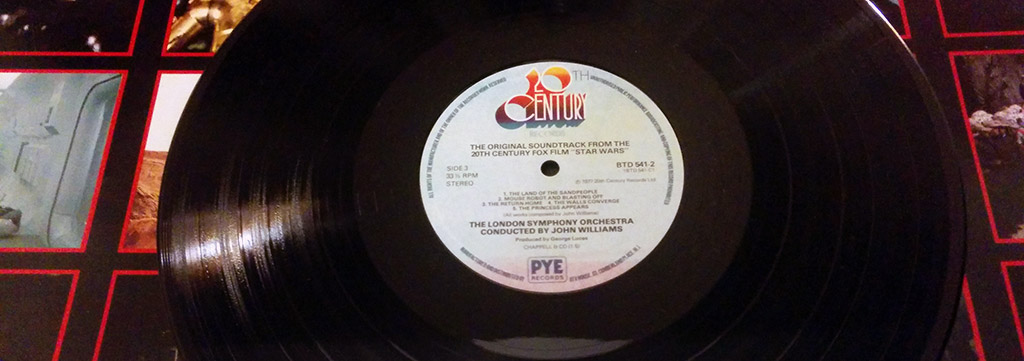 20TH
CENTURY
RECORDS
THE ORIGINAL SOUNDTRACK FROM THE
20TH CENTURY FOX FILM "STAR WARS"
SIDE 3
33⅓ RPM
STEREO
BTD 541-2
1. THE LAND OF THE SANDPEOPLE
2. MOUSE ROBOT AND BLASTING OFF
3. THE RETURN HOME 4. THE WALLS CONVERGE
5. THE PRINCESS APPEARS
(All works composed by John Williams)
THE LONDON SYMPHONY ORCHESTRA
CONDUCTED BY JOHN WILLIAMS
Produced by George Lucas
PYE
RECORDS